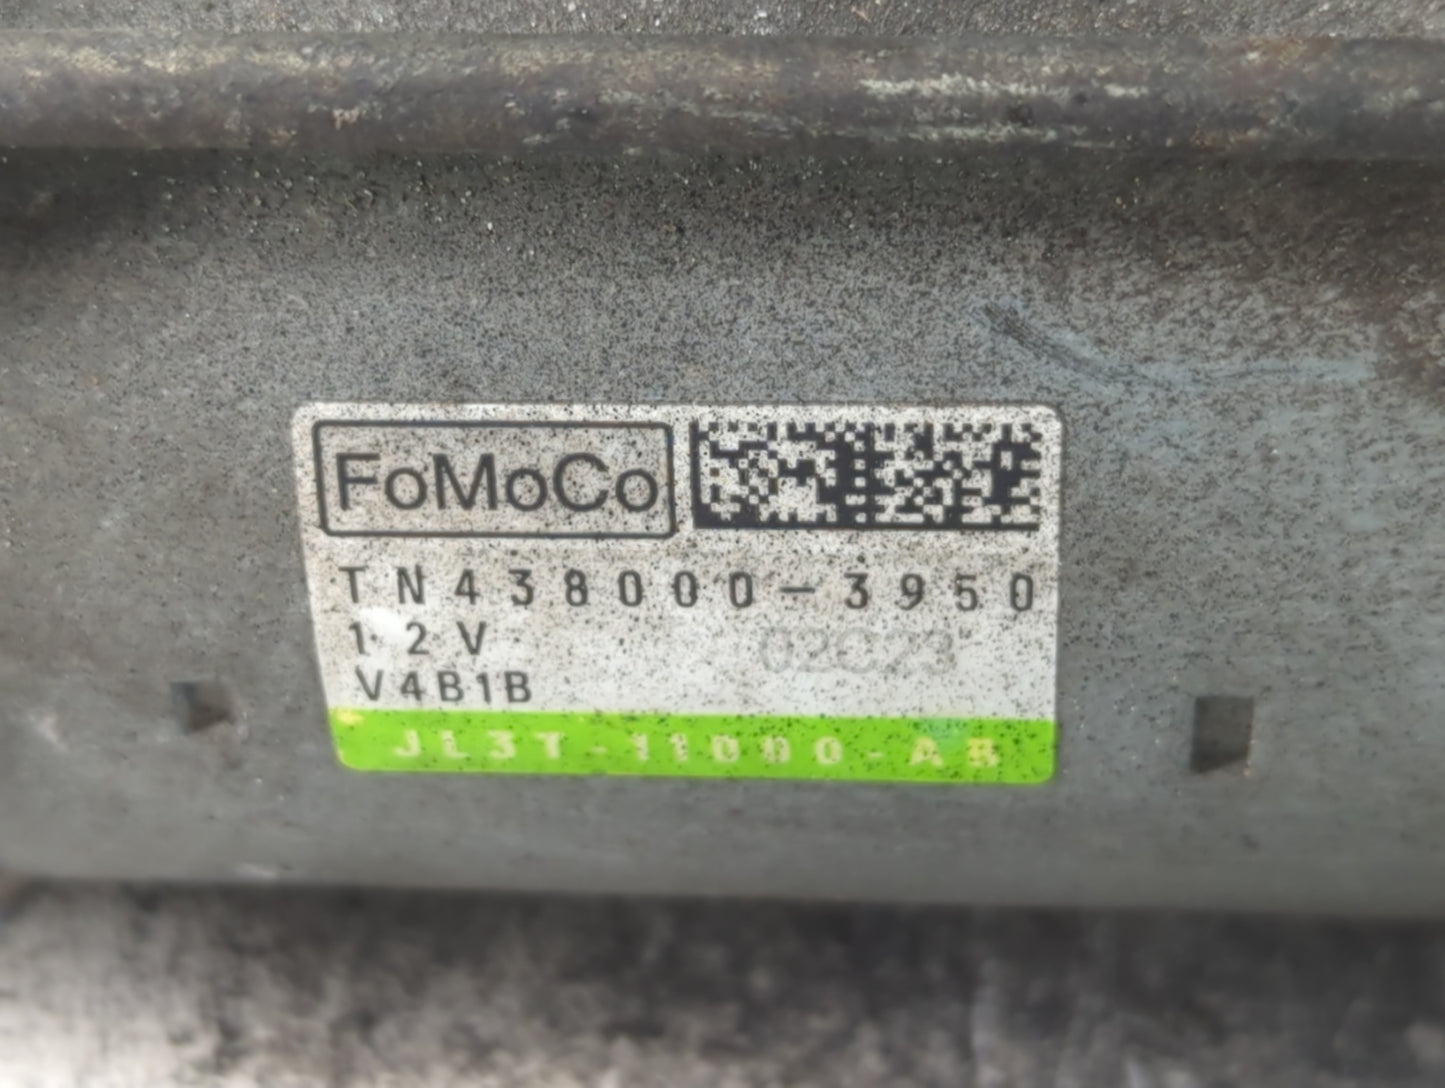 FoMoCo
TN438000-3950
12V 02C23
V4B1B
JL3T-11000-AB